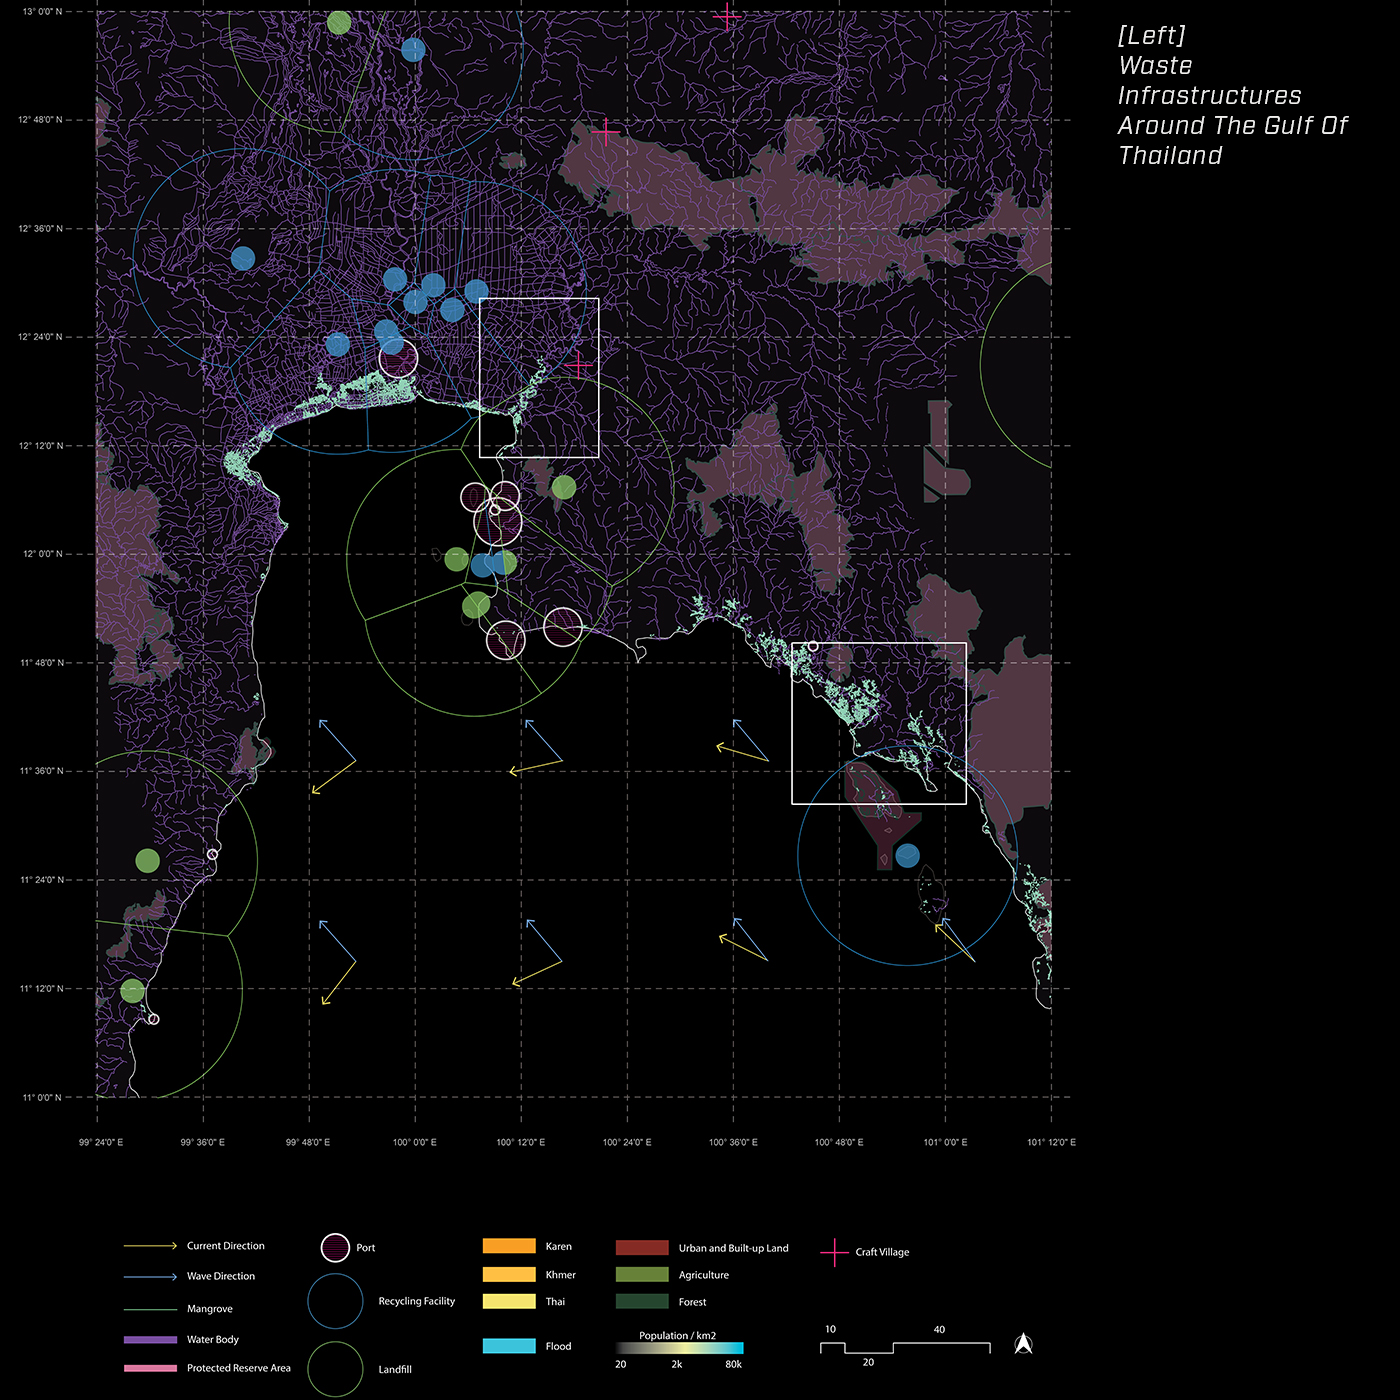 [Left]
Waste
Infrastructures
Around The Gulf Of
Thailand
13° 0'0" N
12° 48'0" N
12° 36'0" N
12° 24'0" N
12° 12'0" N
12° 0'0" N
11° 48'0" N
11° 36'0" N
11° 24'0" N
11° 12'0" N
11° 0'0" N
99° 24'0" E
99° 36'0" E
99° 48'0" E
100° 0'0" E
100° 12'0" E
100° 24'0" E
100° 36'0" E
100° 48'0" E
101° 0'0" E
101° 12'0" E
Current Direction
Wave Direction
Mangrove
Water Body
Protected Reserve Area
Port
Recycling Facility
Landfill
Karen
Khmer
Thai
Flood
Urban and Built-up Land
Agriculture
Forest
Population / km2
20 2k 80k
Craft Village
10 40
20